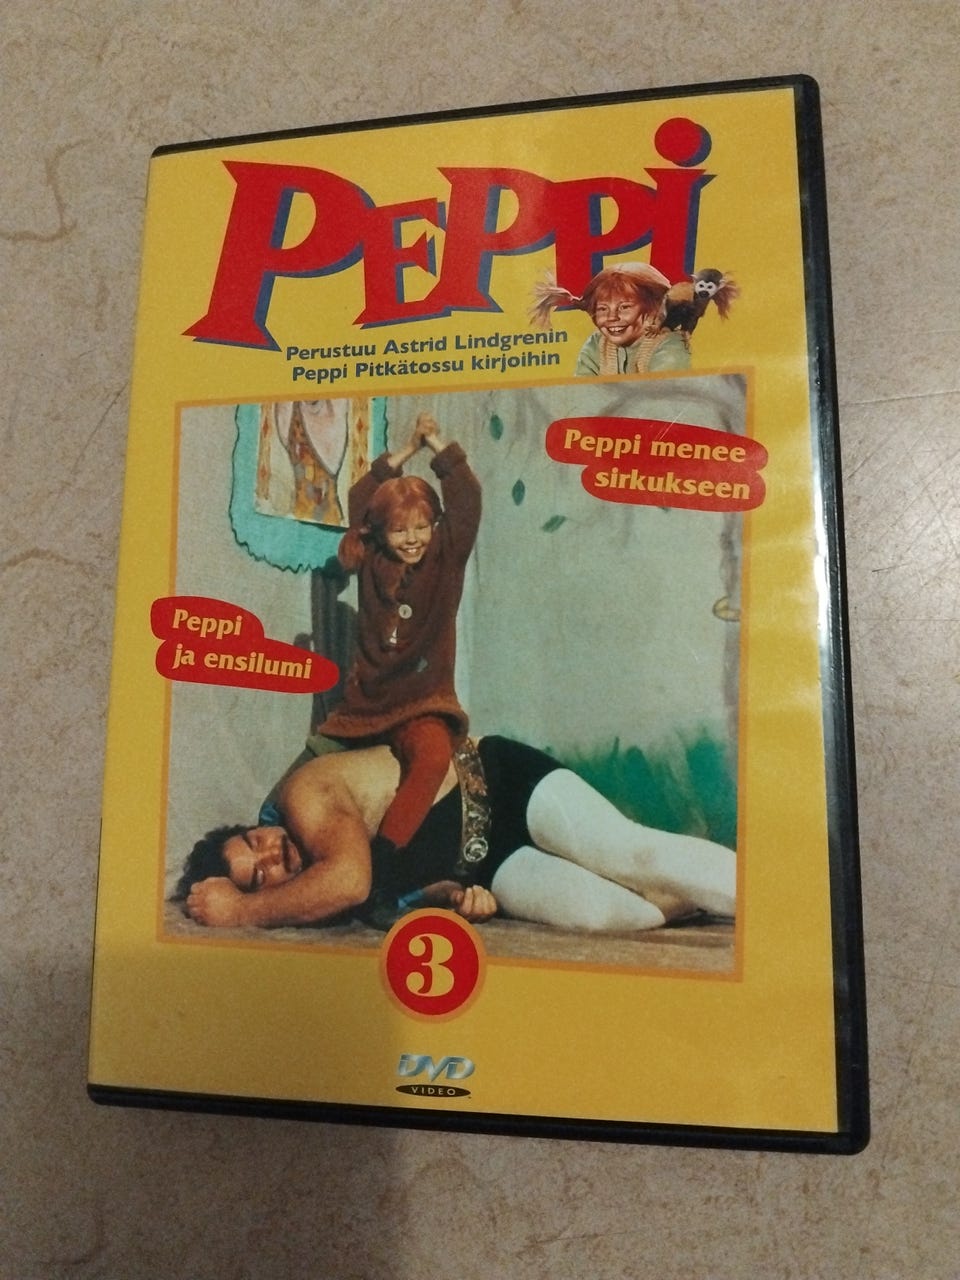 PEPPI
Perustuu Astrid Lindgrenin
Peppi Pitkätossu kirjoihin
Peppi menee
sirkukseen
Peppi
ja ensilumi
3
DVD
VIDEO